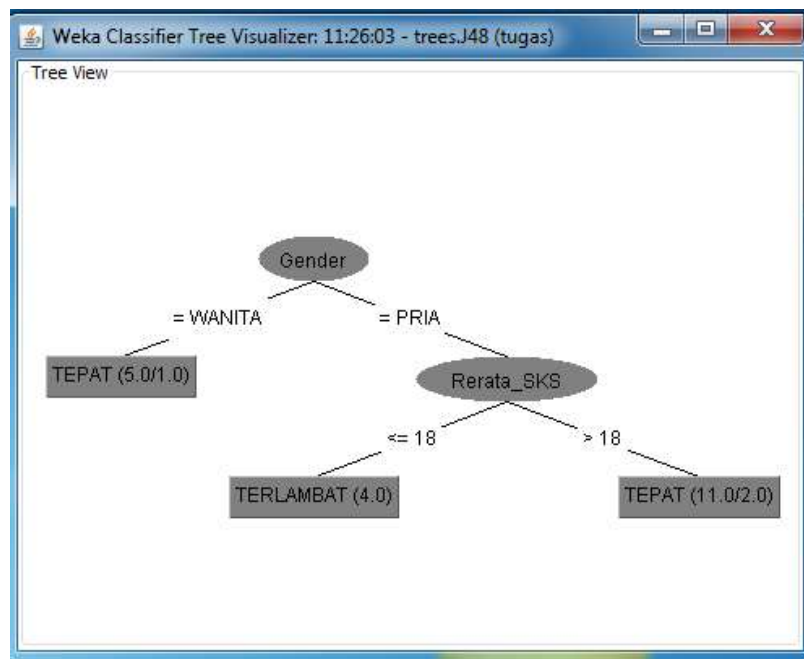 Weka Classifier Tree Visualizer: 11:26:03 - trees.J48 (tugas)
Tree View
Gender
= WANITA = PRIA
TEPAT (5.0/1.0)
Rerata_SKS
<= 18 > 18
TERLAMBAT (4.0) TEPAT (11.0/2.0)